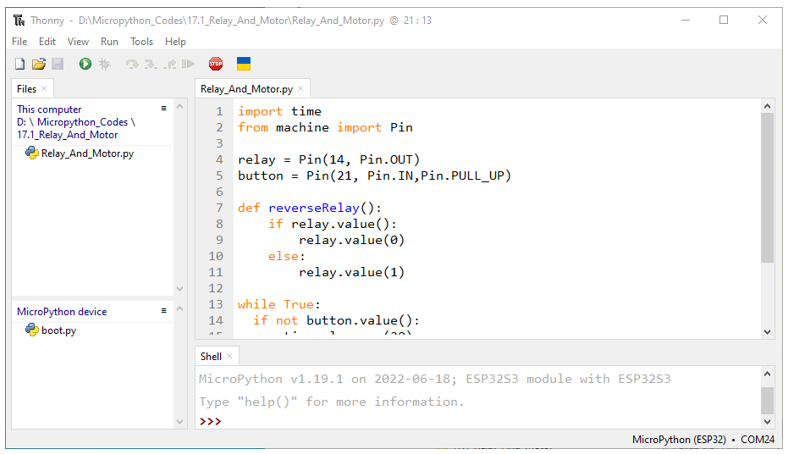 Thonny - D:\Micropython_Codes\17.1_Relay_And_Motor\Relay_And_Motor.py @ 21 : 13
File Edit View Run Tools Help
STOP
Files
This computer
D: \ Micropython_Codes \
17.1_Relay_And_Motor
Relay_And_Motor.py
MicroPython device
boot.py
Relay_And_Motor.py
1 import time
2 from machine import Pin
3
4 relay = Pin(14, Pin.OUT)
5 button = Pin(21, Pin.IN,Pin.PULL_UP)
6
7 def reverseRelay():
8     if relay.value():
9         relay.value(0)
10     else:
11         relay.value(1)
12
13 while True:
14   if not button.value():
Shell
MicroPython v1.19.1 on 2022-06-18; ESP32S3 module with ESP32S3
Type "help()" for more information.
>>>
MicroPython (ESP32) • COM24